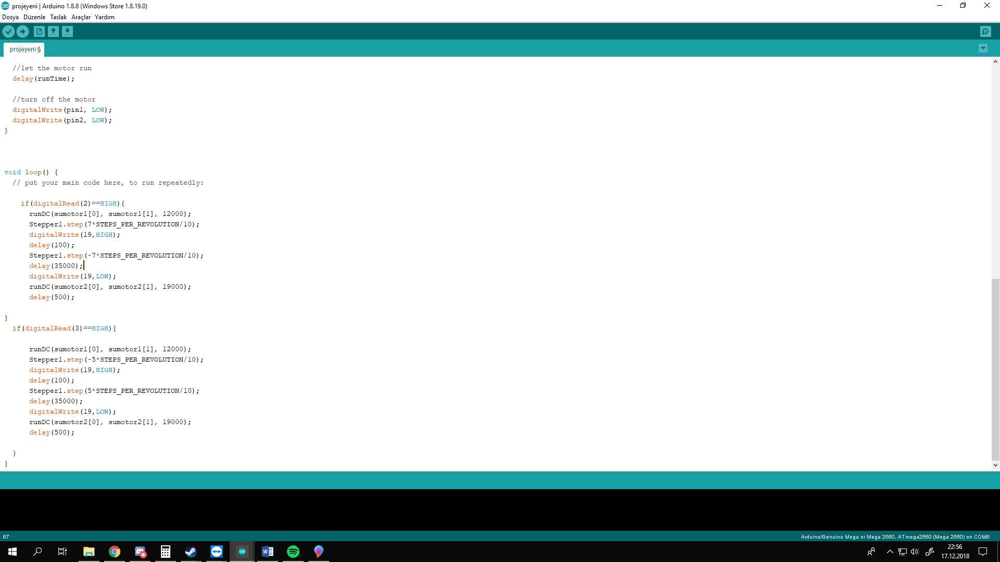 projeyeni | Arduino 1.8.8 (Windows Store 1.8.19.0)
Dosya Düzenle Taslak Araçlar Yardım
projeyeni §
//let the motor run
delay(runTime);
//turn off the motor
digitalWrite(pin1, LOW);
digitalWrite(pin2, LOW);
}
void loop() {
// put your main code here, to run repeatedly:
if(digitalRead(2)==HIGH){
runDC(sumotor1[0], sumotor1[1], 12000);
Stepper1.step(7*STEPS_PER_REVOLUTION/10);
digitalWrite(19,HIGH);
delay(100);
Stepper1.step(-7*STEPS_PER_REVOLUTION/10);
delay(35000);
digitalWrite(19,LOW);
runDC(sumotor2[0], sumotor2[1], 19000);
delay(500);
}
if(digitalRead(3)==HIGH){
runDC(sumotor1[0], sumotor1[1], 12000);
Stepper1.step(-5*STEPS_PER_REVOLUTION/10);
digitalWrite(19,HIGH);
delay(100);
Stepper1.step(5*STEPS_PER_REVOLUTION/10);
delay(35000);
digitalWrite(19,LOW);
runDC(sumotor2[0], sumotor2[1], 19000);
delay(500);
}
}
67
Arduino/Genuino Mega or Mega 2560, ATmega2560 (Mega 2560) on COM6
22:56
17.12.2018